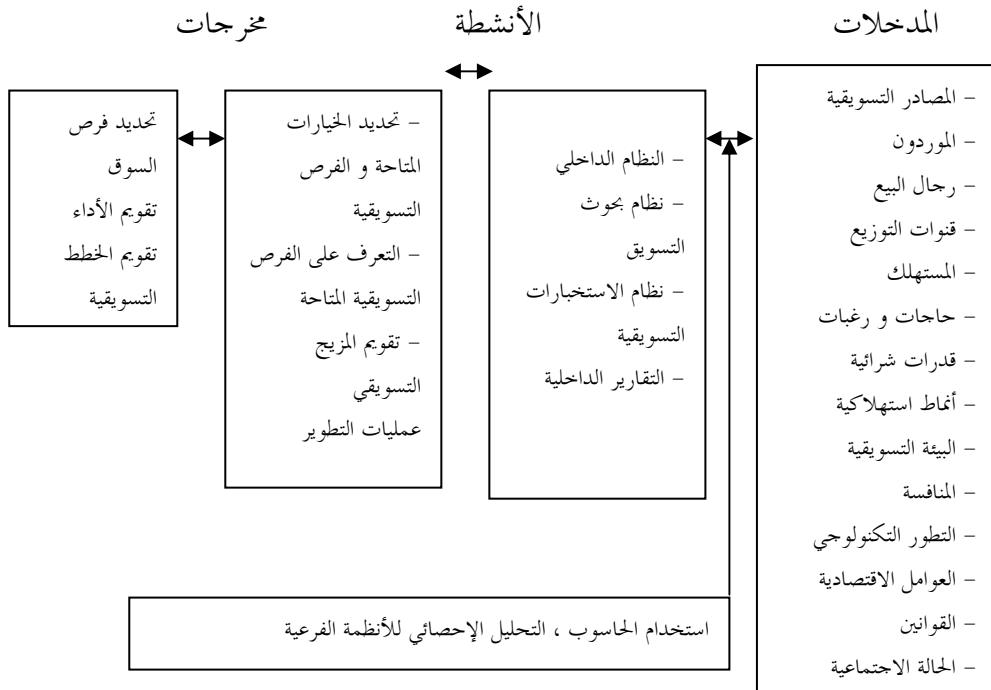 المدخلات
الأنشطة
مخرجات
– المصادر التسويقية
– الموردون
– رجال البيع
– قنوات التوزيع
– المستهلك
– حاجات و رغبات
– قدرات شرائية
– أنماط استهلاكية
– البيئة التسويقية
– المنافسة
– التطور التكنولوجي
– العوامل الاقتصادية
– القوانين
– الحالة الاجتماعية
– النظام الداخلي
– نظام بحوث
التسويق
– نظام الاستخبارات
التسويقية
– التقارير الداخلية
– تحديد الخيارات
المتاحة و الفرص
التسويقية
– التعرف على الفرص
التسويقية المتاحة
– تقويم المزيج
التسويقي
عمليات التطوير
تحديد فرص
السوق
تقويم الأداء
تقويم الخطط
التسويقية
استخدام الحاسوب ، التحليل الإحصائي للأنظمة الفرعية